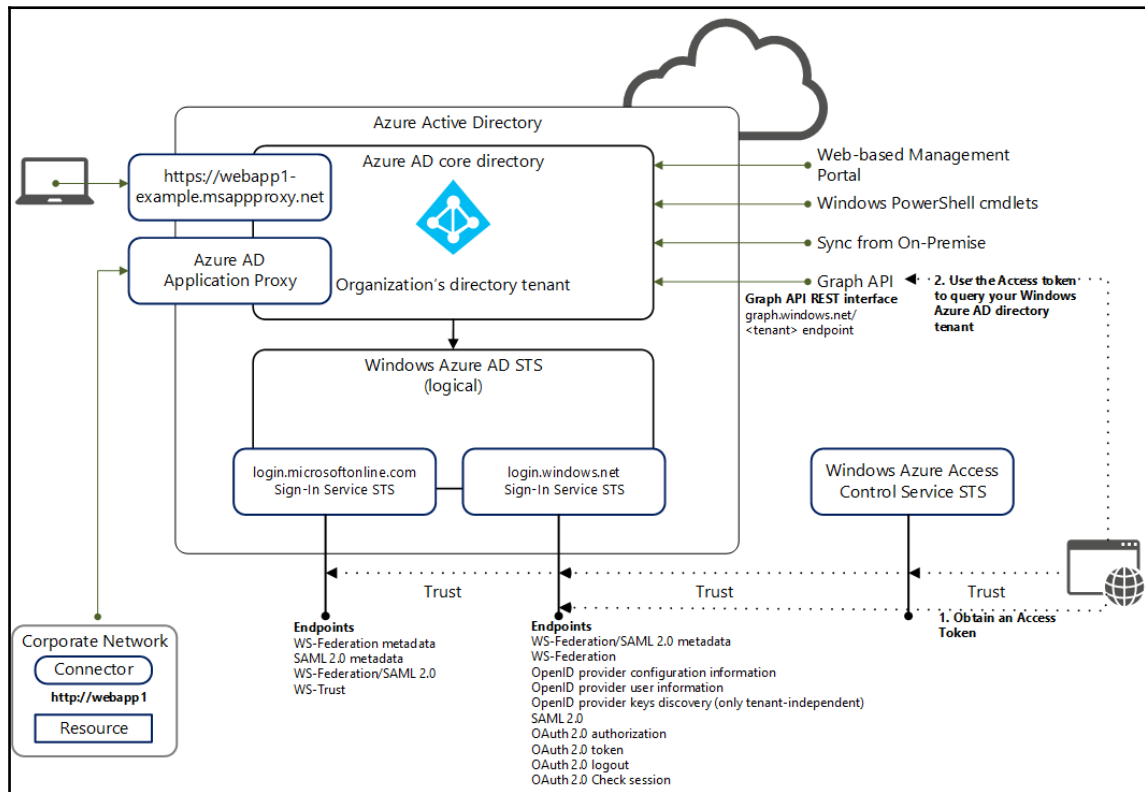 Azure Active Directory
Azure AD core directory
https://webapp1-
example.msappproxy.net
Azure AD
Application Proxy
Organization's directory tenant
Web-based Management
Portal
Windows PowerShell cmdlets
Sync from On-Premise
Graph API
Graph API REST interface
graph.windows.net/
<tenant> endpoint
2. Use the Access token
to query your Windows
Azure AD directory
tenant
Windows Azure AD STS
(logical)
login.microsoftonline.com
Sign-In Service STS
login.windows.net
Sign-In Service STS
Windows Azure Access
Control Service STS
Trust
Trust
Trust
1. Obtain an Access
Token
Corporate Network
Connector
http://webapp1
Resource
Endpoints
WS-Federation metadata
SAML 2.0 metadata
WS-Federation/SAML 2.0
WS-Trust
Endpoints
WS-Federation/SAML 2.0 metadata
WS-Federation
OpenID provider configuration information
OpenID provider user information
OpenID provider keys discovery (only tenant-independent)
SAML 2.0
OAuth 2.0 authorization
OAuth 2.0 token
OAuth 2.0 logout
OAuth 2.0 Check session